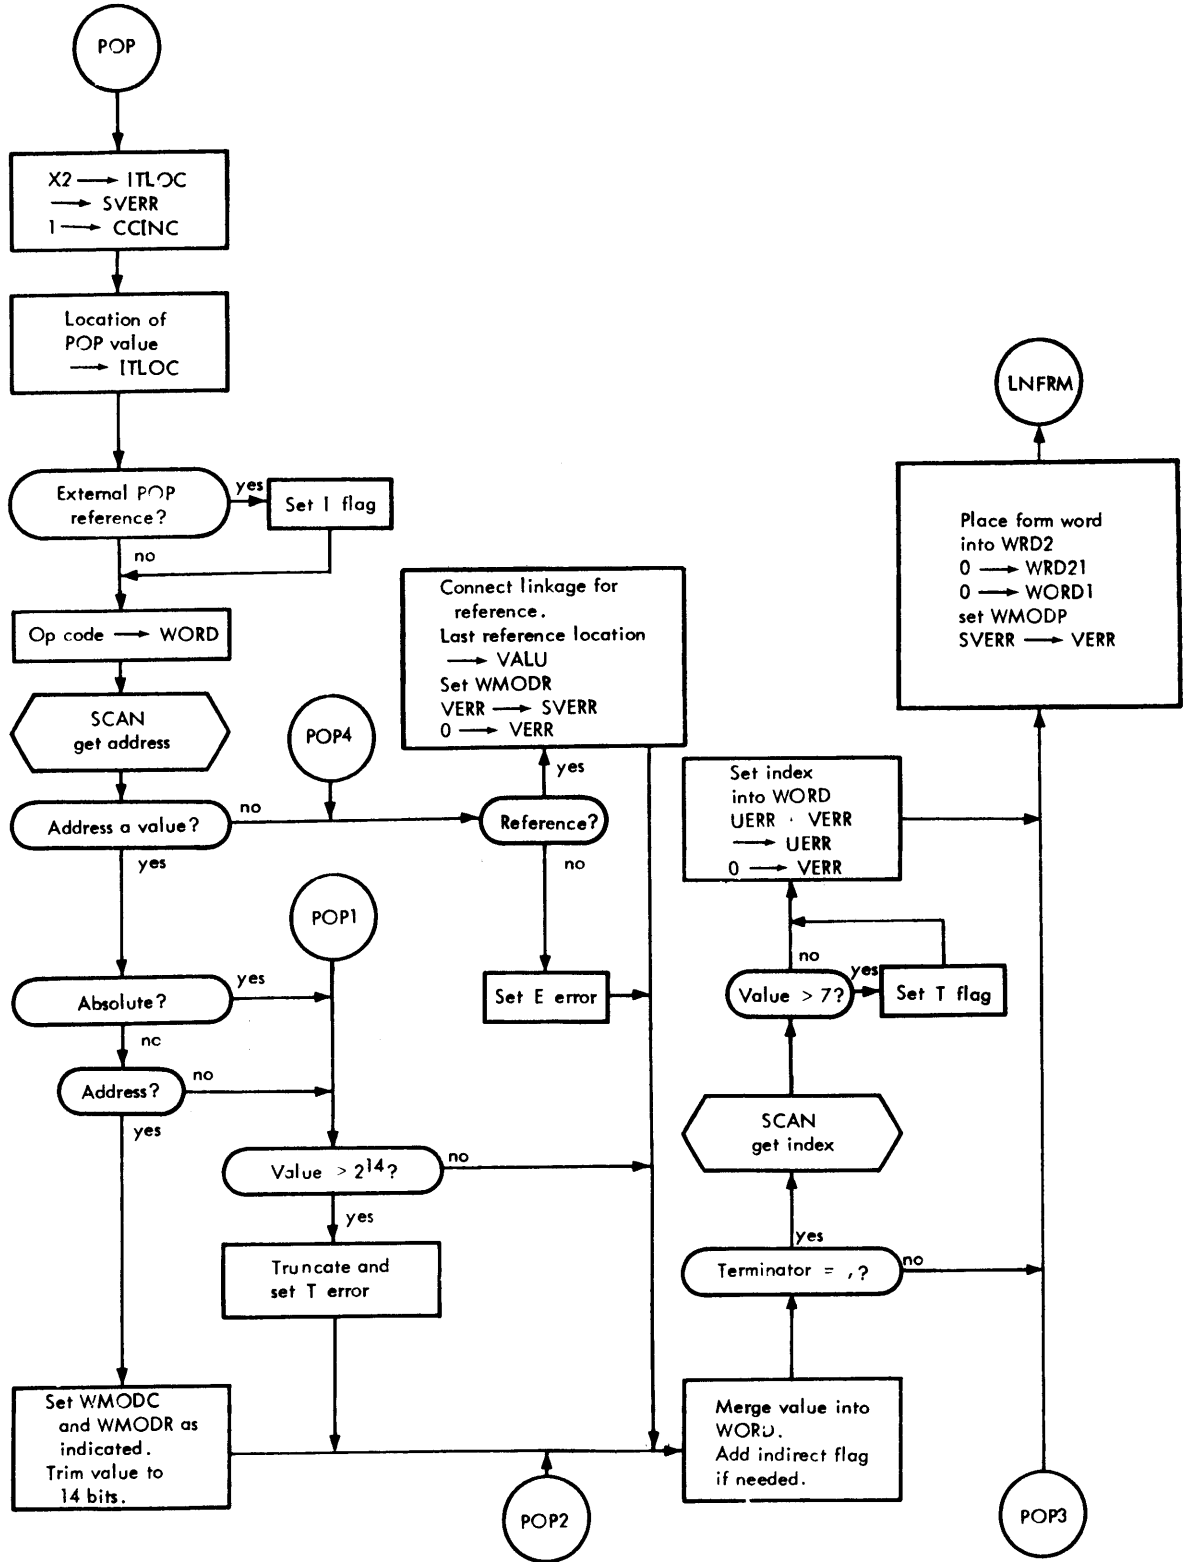 POP
X2 → ITLOC
→ SVERR
1 → CCINC
Location of
POP value
→ ITLOC
External POP
reference?
yes
Set I flag
no
Op code → WORD
SCAN
get address
Address a value?
no
yes
POP4
Connect linkage for
reference.
Last reference location
→ VALU
Set WMODR
VERR → SVERR
0 → VERR
yes
Reference?
no
Set E error
POP1
Absolute?
yes
no
Address?
no
yes
Value > 2^14?
no
yes
Truncate and
set T error
Set WMODC
and WMODR as
indicated.
Trim value to
14 bits.
POP2
Merge value into
WORD.
Add indirect flag
if needed.
Terminator = ,?
no
yes
SCAN
get index
Value > 7?
yes
no
Set T flag
Set index
into WORD
UERR · VERR
→ UERR
0 → VERR
POP3
Place form word
into WRD2
0 → WRD21
0 → WORD1
set WMODP
SVERR → VERR
LNFRM